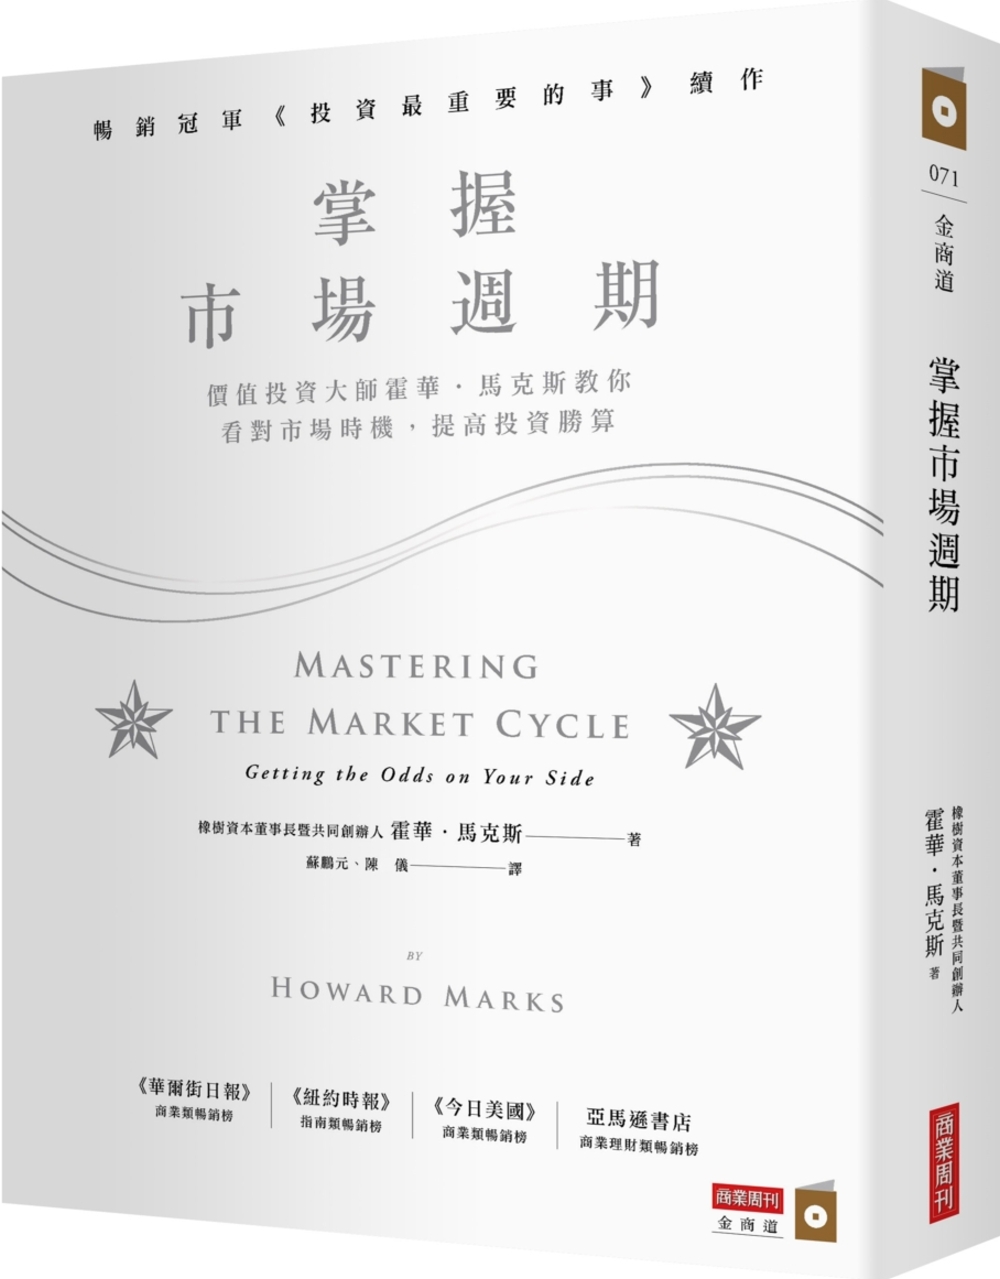 暢銷冠軍《投資最重要的事》續作
掌握
市場週期
價值投資大師霍華．馬克斯教你
看對市場時機，提高投資勝算
MASTERING
THE MARKET CYCLE
Getting the Odds on Your Side
橡樹資本董事長暨共同創辦人 霍華．馬克斯 著
蘇鵬元、陳 儀 譯
BY
HOWARD MARKS
《華爾街日報》
商業類暢銷榜
《紐約時報》
指南類暢銷榜
《今日美國》
商業類暢銷榜
亞馬遜書店
商業理財類暢銷榜
商業周刊
金商道
071
金商道
掌握市場週期
橡樹資本董事長暨共同創辦人
霍華．馬克斯 著
商業周刊